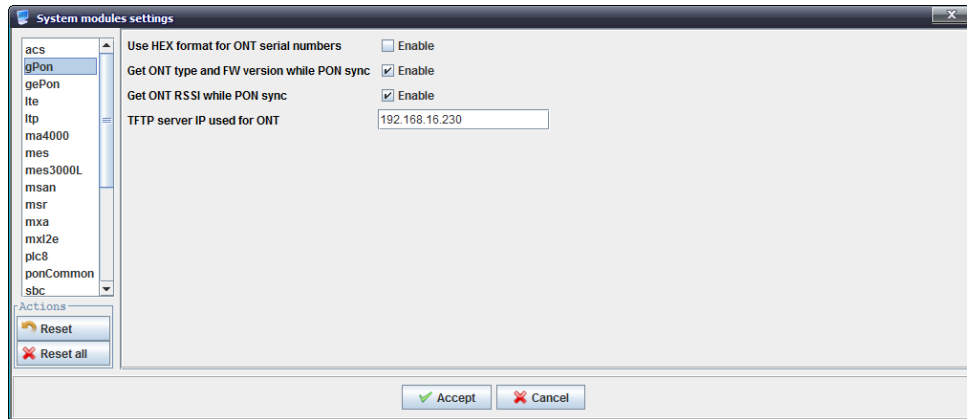 System modules settings
acs
gPon
gePon
lte
ltp
ma4000
mes
mes3000L
msan
msr
mxa
mxl2e
plc8
ponCommon
sbc
Actions
Reset
Reset all
Use HEX format for ONT serial numbers Enable
Get ONT type and FW version while PON sync Enable
Get ONT RSSI while PON sync Enable
TFTP server IP used for ONT 192.168.16.230
Accept Cancel